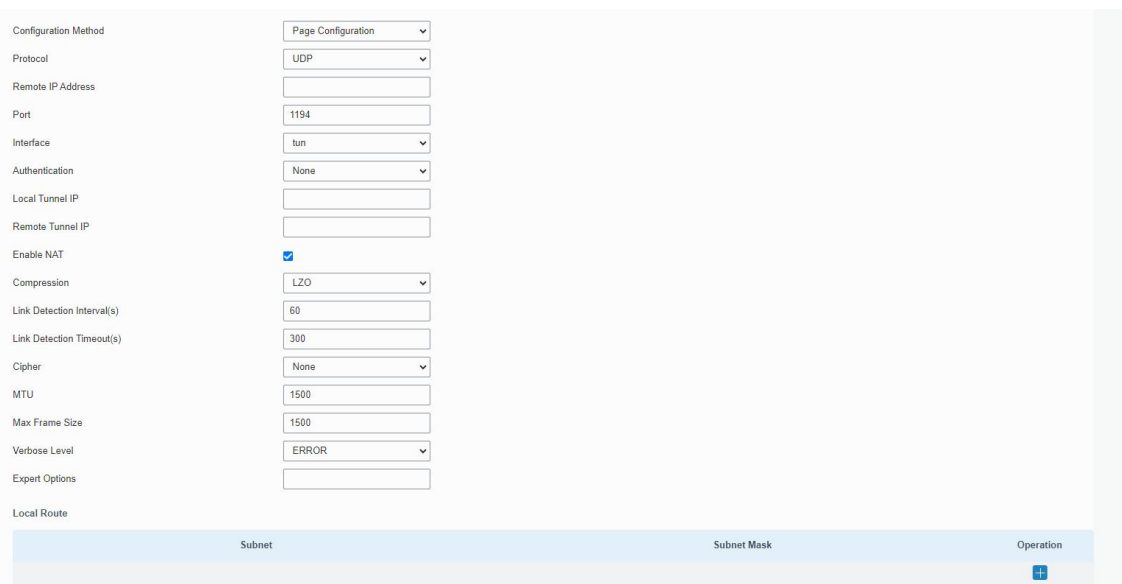 Configuration Method Page Configuration
Protocol UDP
Remote IP Address
Port 1194
Interface tun
Authentication None
Local Tunnel IP
Remote Tunnel IP
Enable NAT
Compression LZO
Link Detection Interval(s) 60
Link Detection Timeout(s) 300
Cipher None
MTU 1500
Max Frame Size 1500
Verbose Level ERROR
Expert Options
Local Route
Subnet Subnet Mask Operation